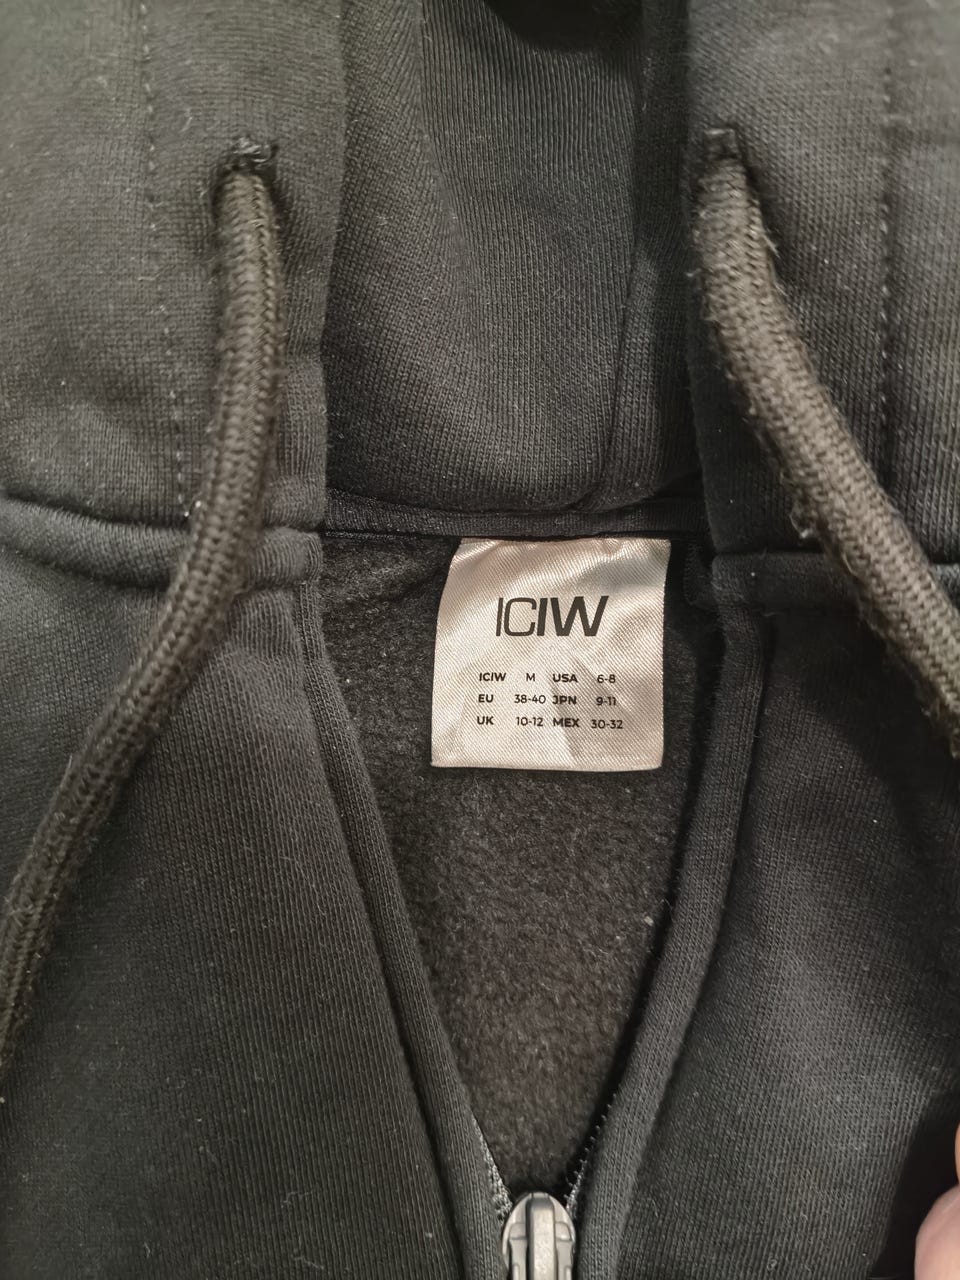 ICIW
ICIW M USA 6-8
EU 38-40 JPN 9-11
UK 10-12 MEX 30-32